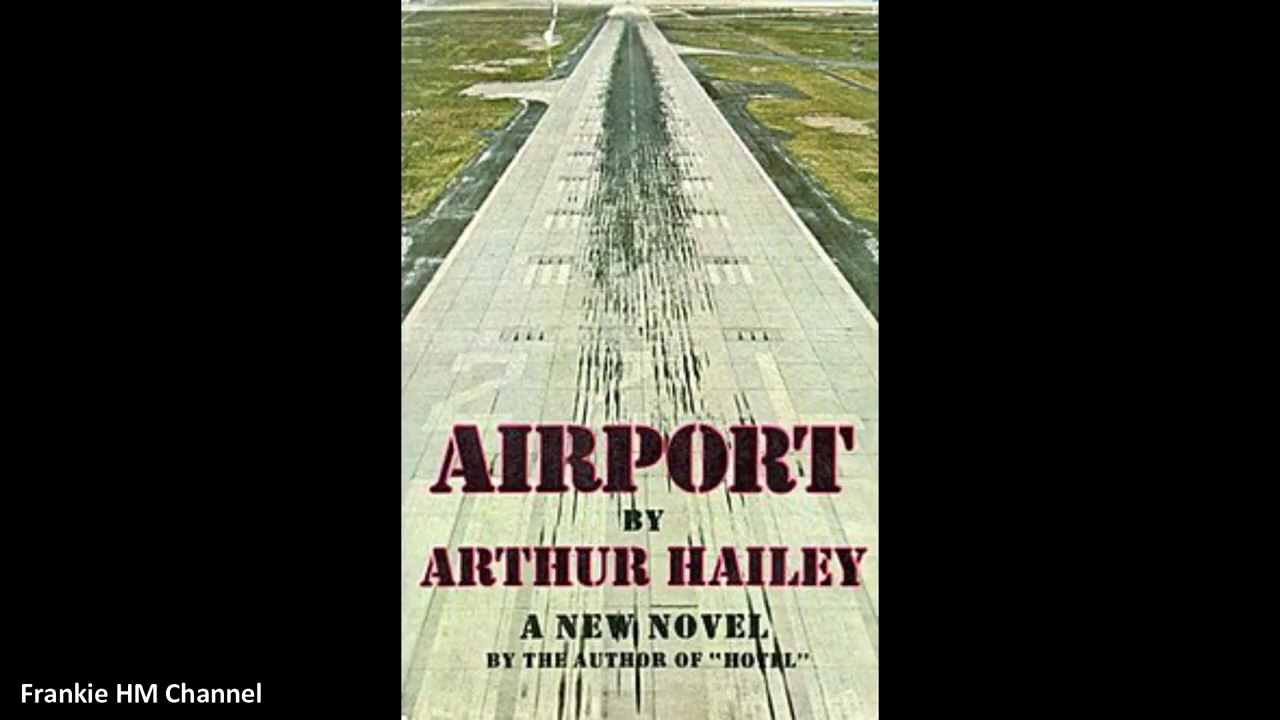 AIRPORT
BY
ARTHUR HAILEY
A NEW NOVEL
BY THE AUTHOR OF “HOTEL”
Frankie HM Channel